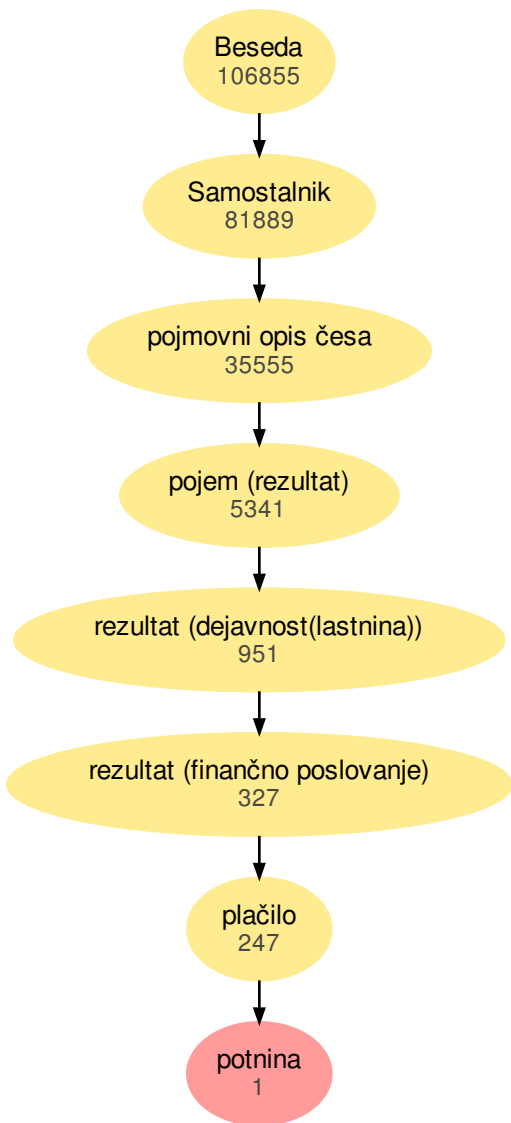 Beseda
106855
Samostalnik
81889
pojmovni opis česa
35555
pojem (rezultat)
5341
rezultat (dejavnost(lastnina))
951
rezultat (finančno poslovanje)
327
plačilo
247
potnina
1